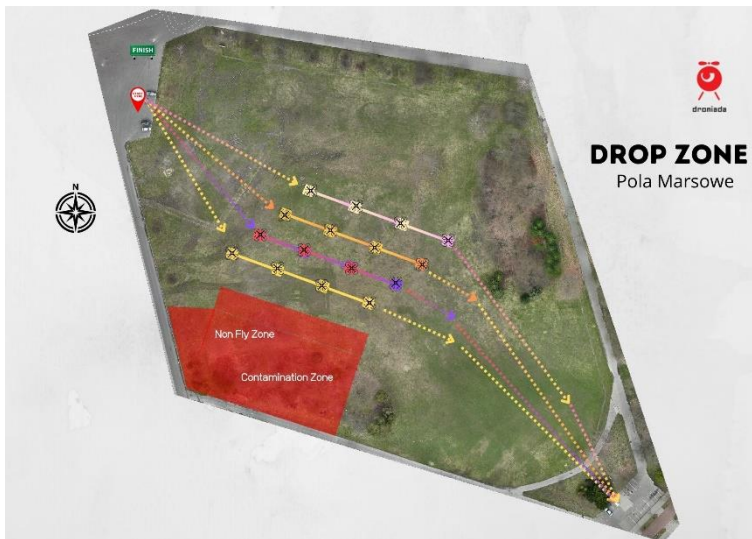 FINISH
droniada
DROP ZONE
Pola Marsowe
N
Non Fly Zone
Contamination Zone